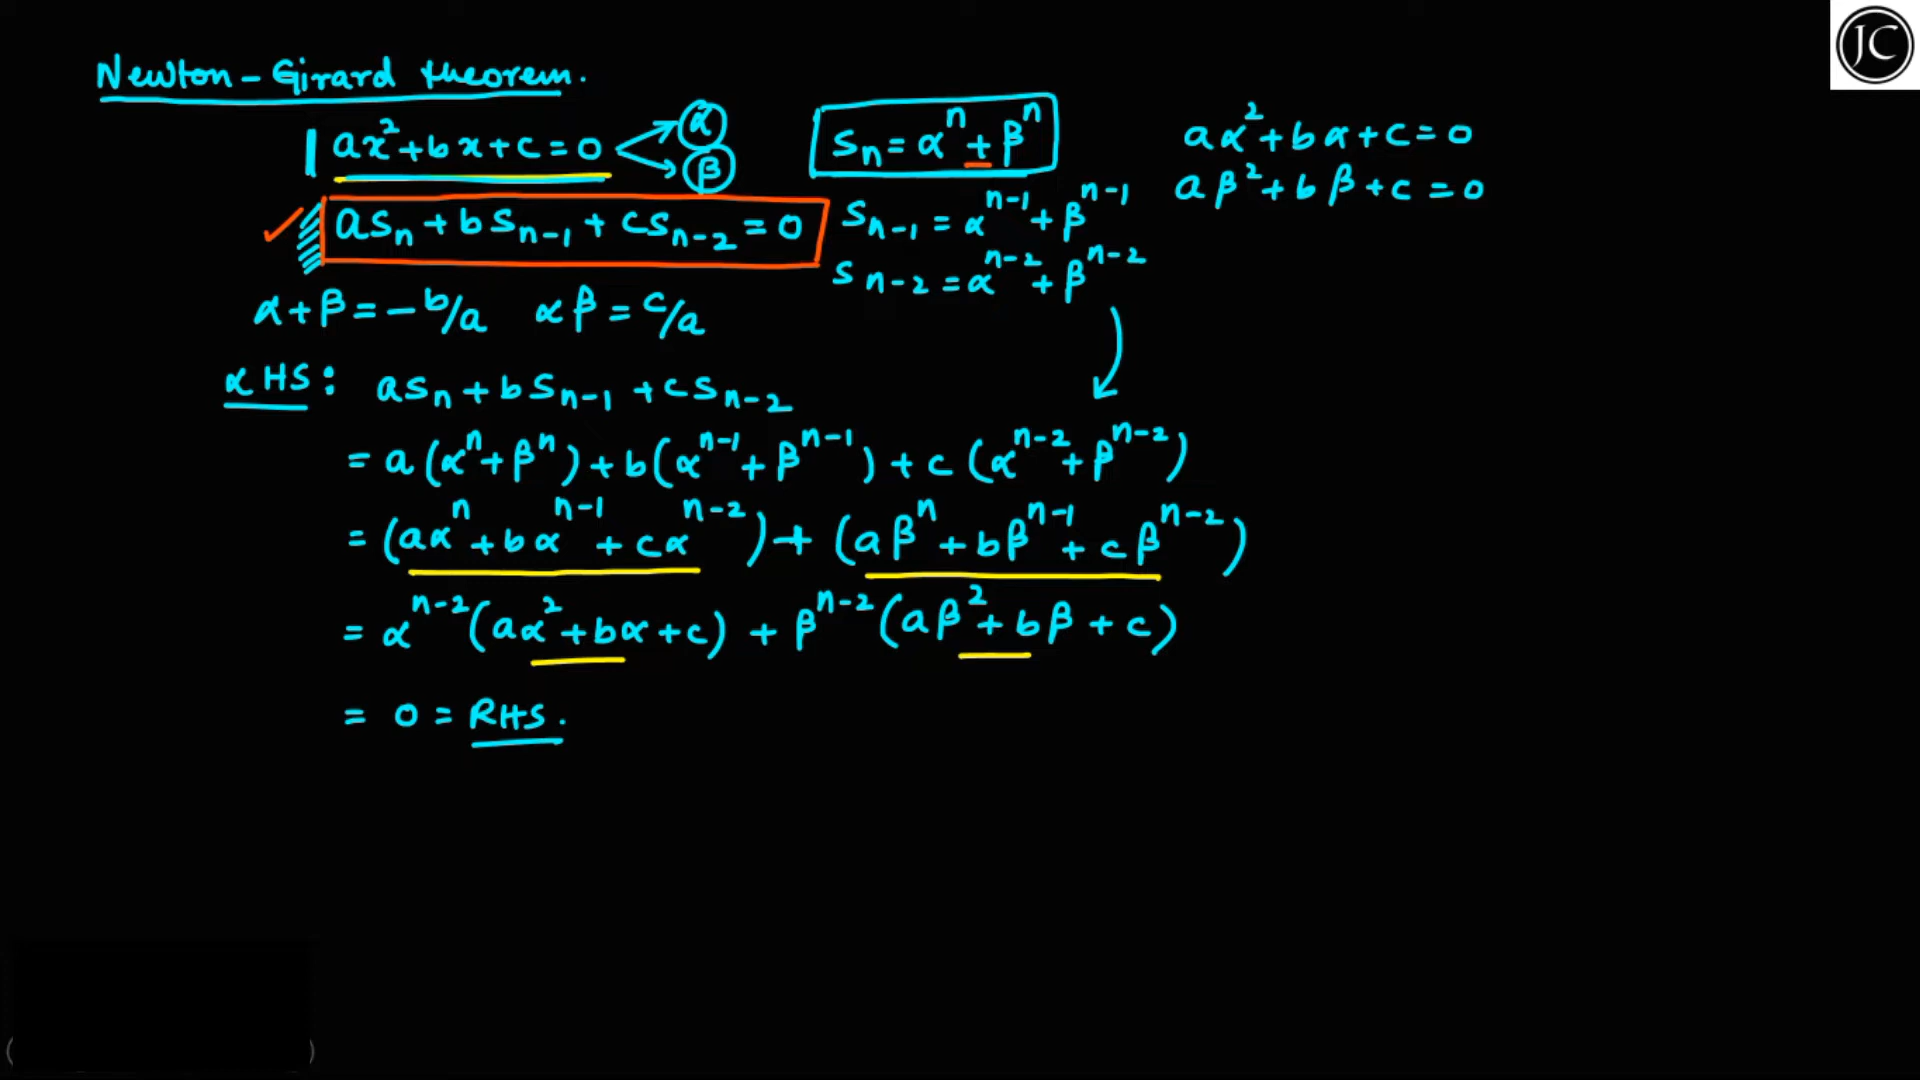 JC
Newton-Girard theorem.
ax²+bx+c=0 α β
Sₙ=αⁿ+βⁿ
aα²+bα+c=0
aβ²+bβ+c=0
aSₙ+bSₙ₋₁+cSₙ₋₂=0
Sₙ₋₁=αⁿ⁻¹+βⁿ⁻¹
Sₙ₋₂=αⁿ⁻²+βⁿ⁻²
α+β=-b/a αβ=c/a
LHS: aSₙ+bSₙ₋₁+cSₙ₋₂
=a(αⁿ+βⁿ)+b(αⁿ⁻¹+βⁿ⁻¹)+c(αⁿ⁻²+βⁿ⁻²)
=(aαⁿ+bαⁿ⁻¹+cαⁿ⁻²)+(aβⁿ+bβⁿ⁻¹+cβⁿ⁻²)
=αⁿ⁻²(aα²+bα+c)+βⁿ⁻²(aβ²+bβ+c)
=0=RHS.